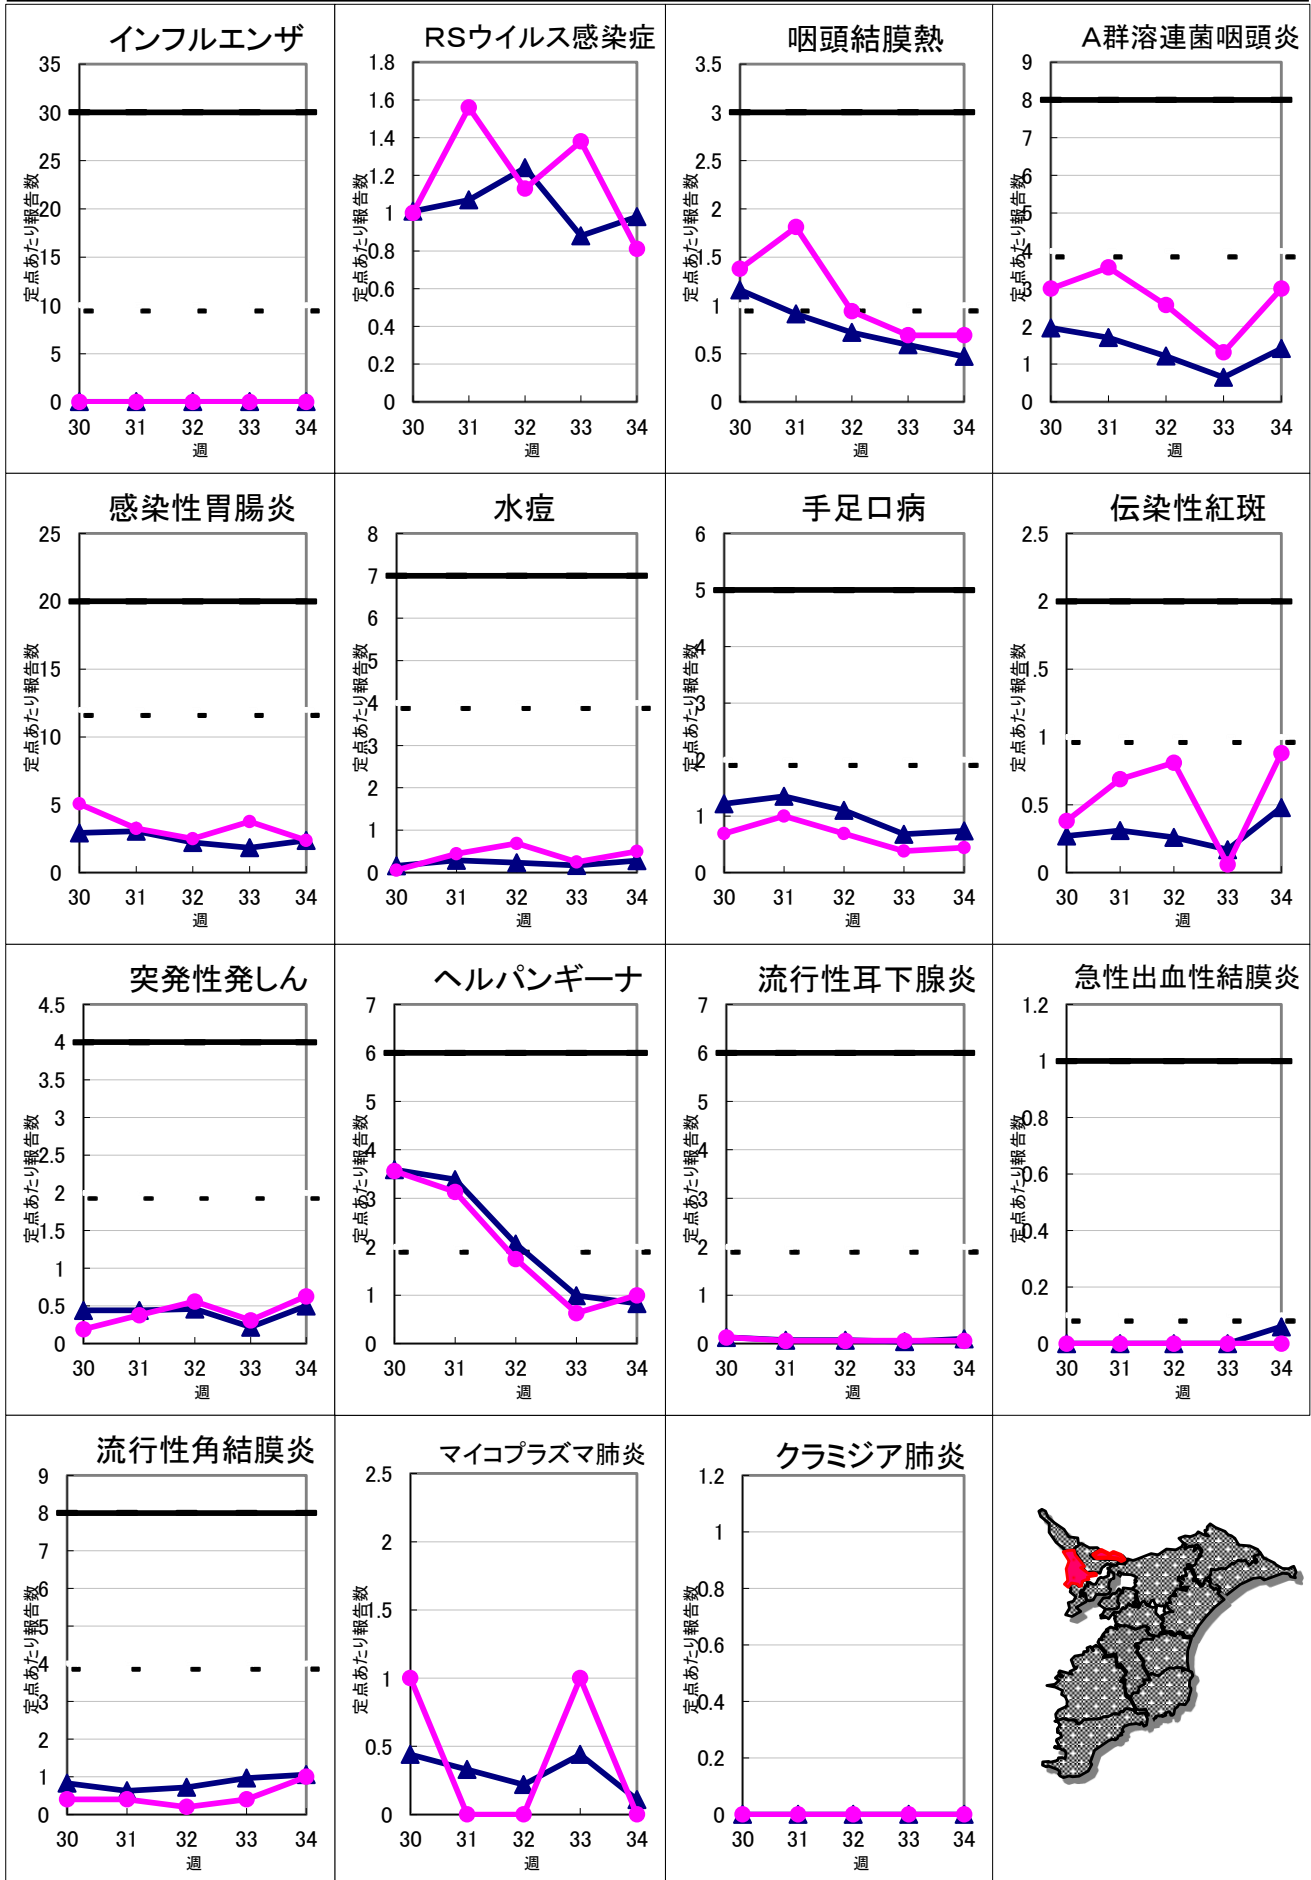 インフルエンザ
定点あたり報告数
35
30
25
20
15
10
5
0
30 31 32 33 34
週
RSウイルス感染症
定点あたり報告数
1.8
1.6
1.4
1.2
1
0.8
0.6
0.4
0.2
0
30 31 32 33 34
週
咽頭結膜熱
定点あたり報告数
3.5
3
2.5
2
1.5
1
0.5
0
30 31 32 33 34
週
A群溶連菌咽頭炎
定点あたり報告数
9
8
7
6
5
4
3
2
1
0
30 31 32 33 34
週
感染性胃腸炎
定点あたり報告数
25
20
15
10
5
0
30 31 32 33 34
週
水痘
定点あたり報告数
8
7
6
5
4
3
2
1
0
30 31 32 33 34
週
手足口病
定点あたり報告数
6
5
4
3
2
1
0
30 31 32 33 34
週
伝染性紅斑
定点あたり報告数
2.5
2
1.5
1
0.5
0
30 31 32 33 34
週
突発性発しん
定点あたり報告数
4.5
4
3.5
3
2.5
2
1.5
1
0.5
0
30 31 32 33 34
週
ヘルパンギーナ
定点あたり報告数
7
6
5
4
3
2
1
0
30 31 32 33 34
週
流行性耳下腺炎
定点あたり報告数
7
6
5
4
3
2
1
0
30 31 32 33 34
週
急性出血性結膜炎
定点あたり報告数
1.2
1
0.8
0.6
0.4
0.2
0
30 31 32 33 34
週
流行性角結膜炎
定点あたり報告数
9
8
7
6
5
4
3
2
1
0
30 31 32 33 34
週
マイコプラズマ肺炎
定点あたり報告数
2.5
2
1.5
1
0.5
0
30 31 32 33 34
週
クラミジア肺炎
定点あたり報告数
1.2
1
0.8
0.6
0.4
0.2
0
30 31 32 33 34
週